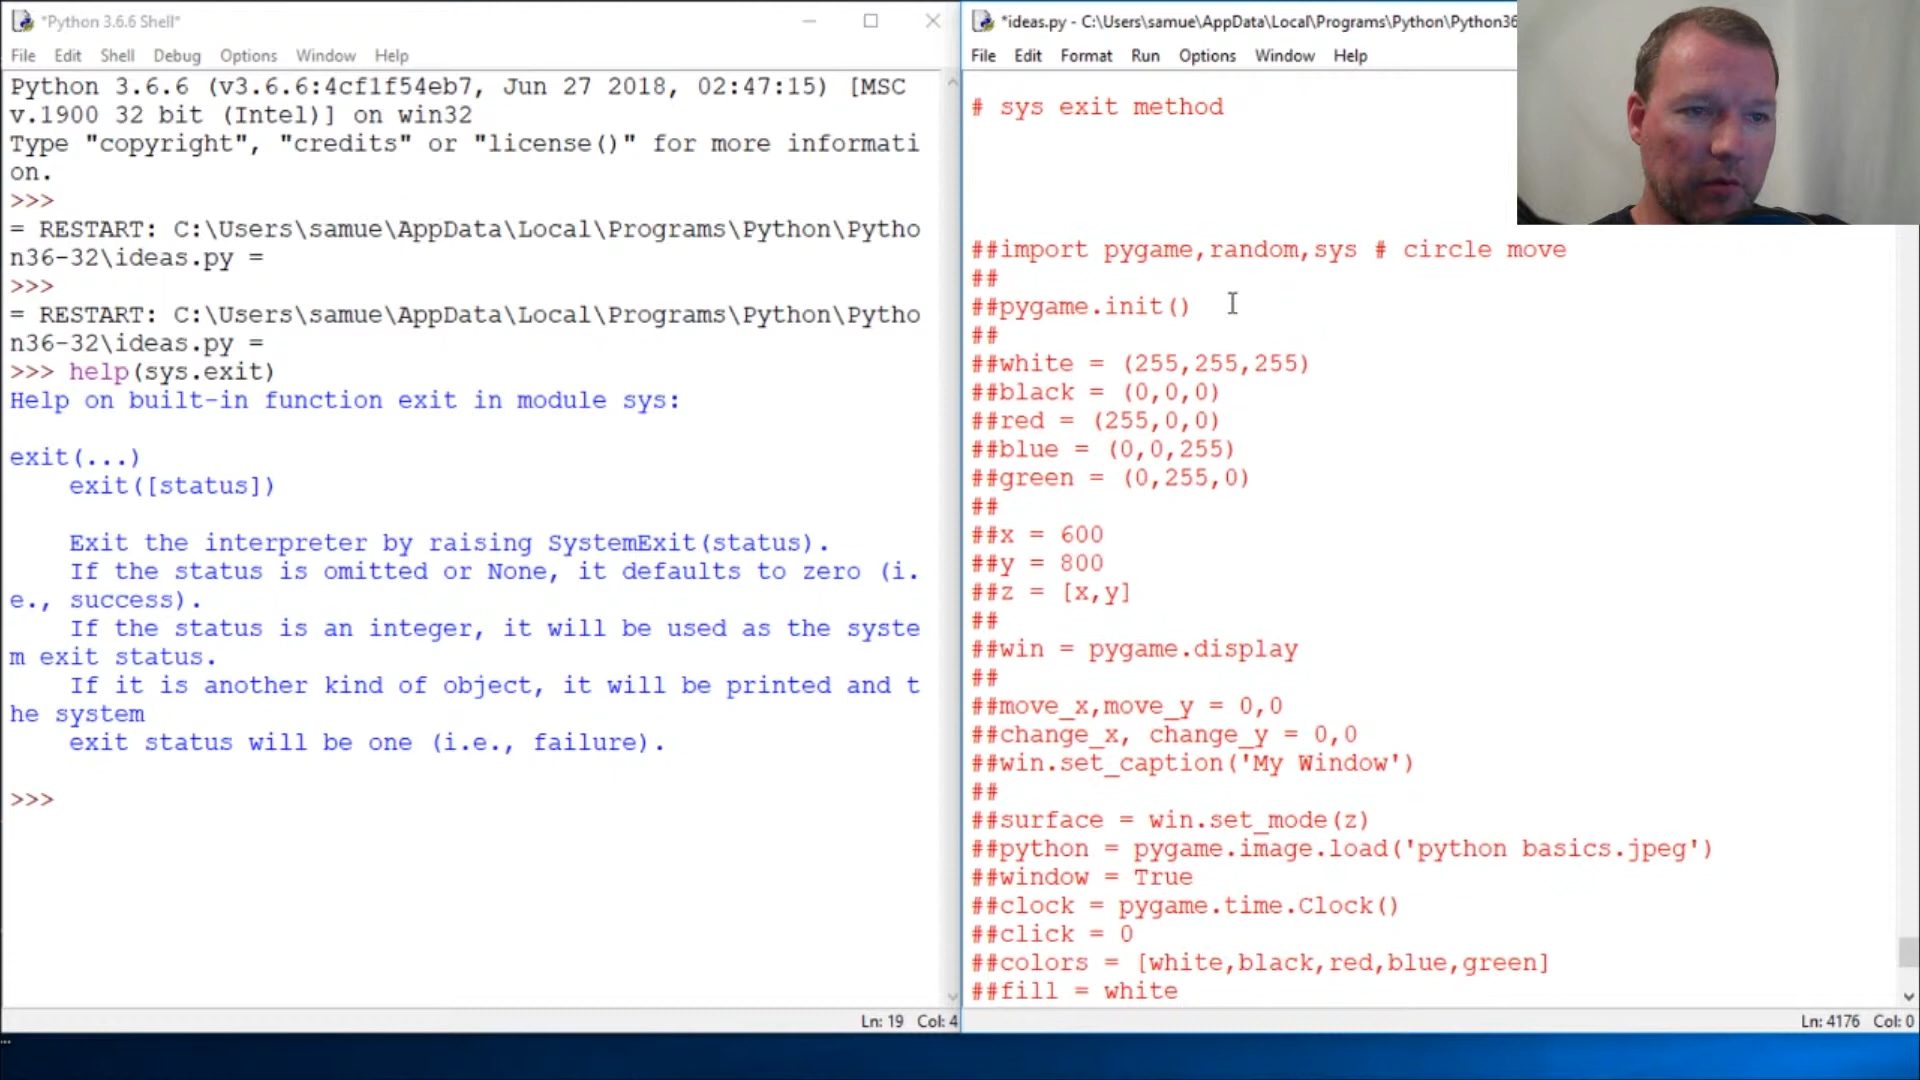 *Python 3.6.6 Shell*
File Edit Shell Debug Options Window Help
Python 3.6.6 (v3.6.6:4cf1f54eb7, Jun 27 2018, 02:47:15) [MSC
v.1900 32 bit (Intel)] on win32
Type "copyright", "credits" or "license()" for more informati
on.
>>>
= RESTART: C:\Users\samue\AppData\Local\Programs\Python\Pytho
n36-32\ideas.py =
>>>
= RESTART: C:\Users\samue\AppData\Local\Programs\Python\Pytho
n36-32\ideas.py =
>>> help(sys.exit)
Help on built-in function exit in module sys:
exit(...)
exit([status])
Exit the interpreter by raising SystemExit(status).
If the status is omitted or None, it defaults to zero (i.
e., success).
If the status is an integer, it will be used as the syste
m exit status.
If it is another kind of object, it will be printed and t
he system
exit status will be one (i.e., failure).
>>>
Ln: 19 Col: 4
*ideas.py - C:\Users\samue\AppData\Local\Programs\Python\Python36
File Edit Format Run Options Window Help
# sys exit method
##import pygame,random,sys # circle move
##
##pygame.init()
##
##white = (255,255,255)
##black = (0,0,0)
##red = (255,0,0)
##blue = (0,0,255)
##green = (0,255,0)
##
##x = 600
##y = 800
##z = [x,y]
##
##win = pygame.display
##
##move_x,move_y = 0,0
##change_x, change_y = 0,0
##win.set_caption('My Window')
##
##surface = win.set_mode(z)
##python = pygame.image.load('python basics.jpeg')
##window = True
##clock = pygame.time.Clock()
##click = 0
##colors = [white,black,red,blue,green]
##fill = white
Ln: 4176 Col: 0